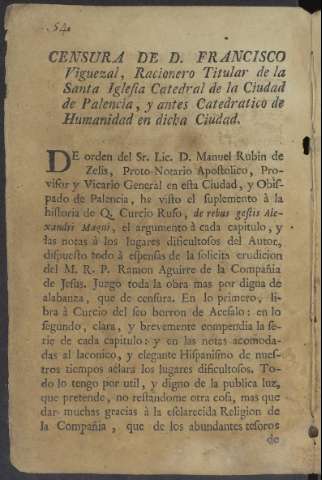 54
CENSURA DE D. FRANCISCO
Viguezal, Racionero Titular de la
Santa Iglesia Catedral de la Ciudad
de Palencia, y antes Catedratico de
Humanidad en dicha Ciudad.
DE orden del Sr. Lic. D. Manuel Rubin de
Zelis, Proto-Notario Apostolico, Pro-
visor y Vicario Generàl en esta Ciudad, y Obis-
pado de Palencia, he visto el suplemento à la
historia de Q. Curcio Rufo, de rebus gestis Ale-
xandri Magni, el argumento à cada capitulo, y
las notas à los lugares dificultosos del Autor,
dispuesto todo à espensas de la solicita erudicion
del M. R. P. Ramon Aguirre de la Compañia
de Jesus. Juzgo toda la obra mas por digna de
alabanza, que de censura. En lo primero, li-
bra à Curcio del feo borron de Acefalo: en lo
segundo, clara, y brevemente compendia la se-
rie de cada capitulo: y en las notas acomoda-
das al laconico, y elegante Hispanismo de nues-
tros tiempos aclara los lugares dificultosos. To-
do lo tengo por util, y digno de la publica luz,
que pretende, no restandome otra cosa, mas que
dar muchas gracias à la esclarecida Religion de
la Compañia, que de los abundantes tesoros
de